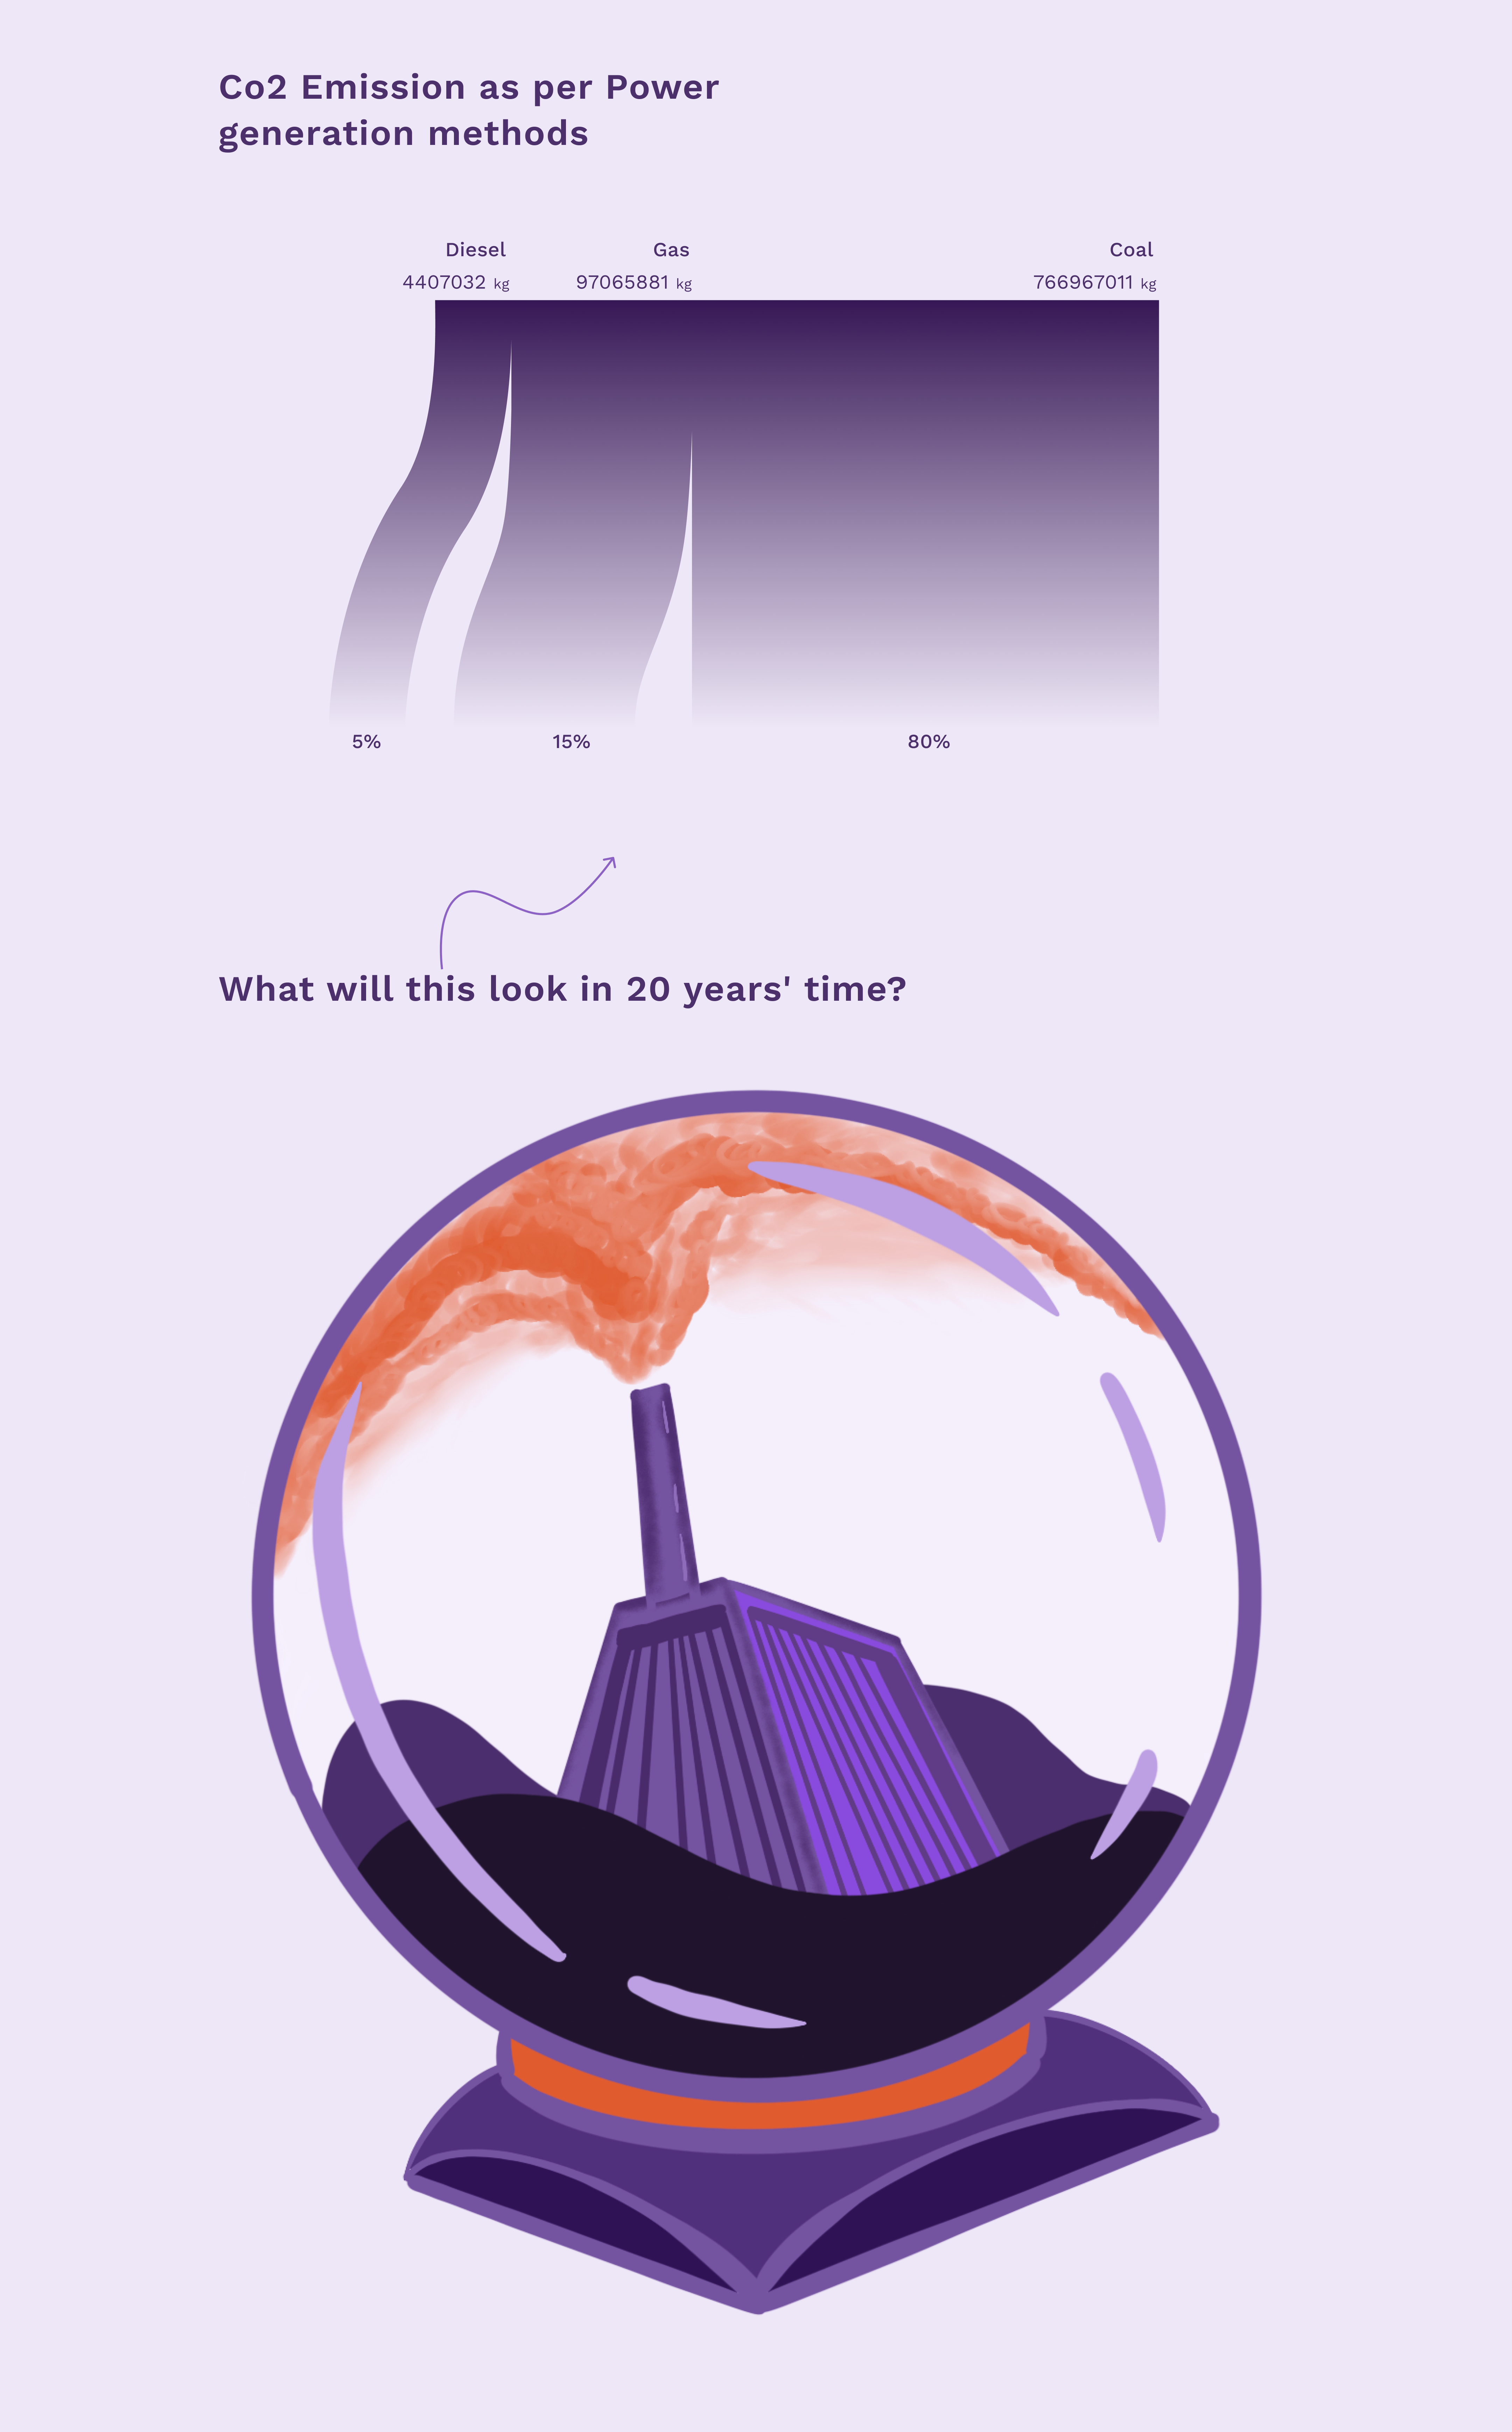 Co2 Emission as per Power
generation methods
Diesel Gas Coal
4407032 kg 97065881 kg 766967011 kg
5% 15% 80%
What will this look in 20 years' time?